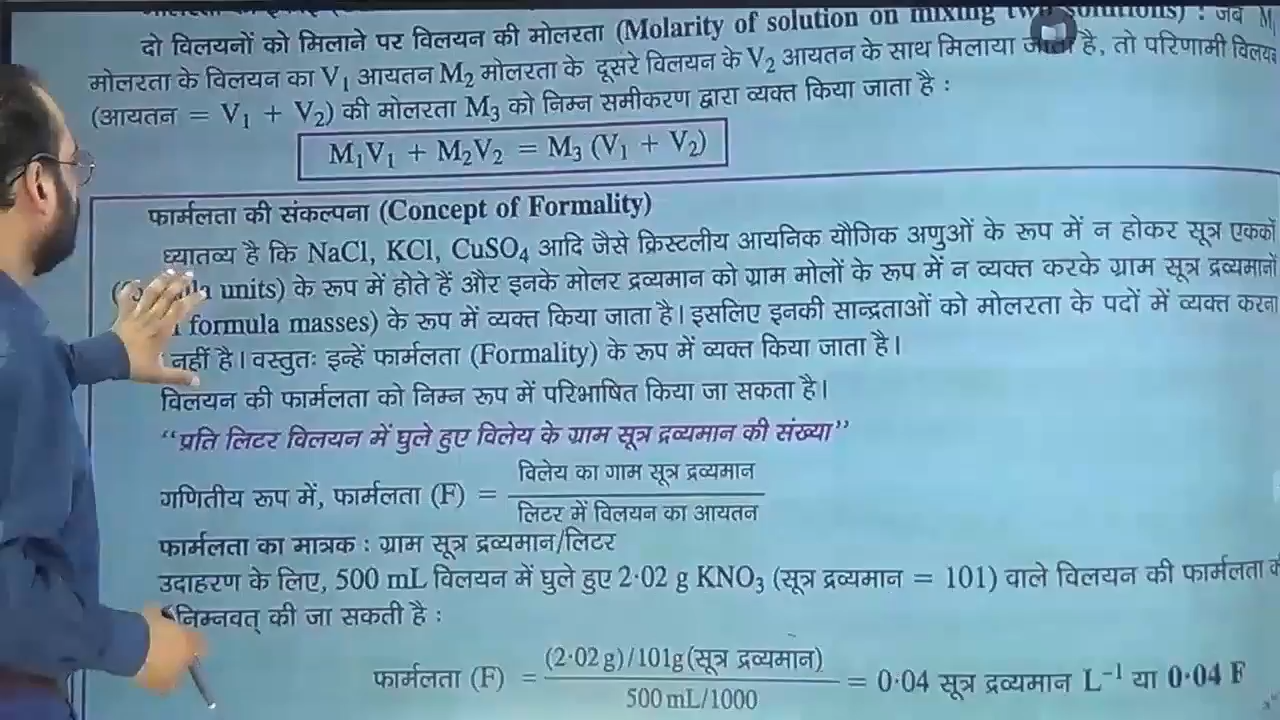 दो विलयनों को मिलाने पर विलयन की मोलरता (Molarity of solution on mixing two solutions) : जब M₁
मोलरता के विलयन का V₁ आयतन M₂ मोलरता के दूसरे विलयन के V₂ आयतन के साथ मिलाया जाता है, तो परिणामी विलयन
(आयतन = V₁ + V₂) की मोलरता M₃ को निम्न समीकरण द्वारा व्यक्त किया जाता है :
M₁V₁ + M₂V₂ = M₃ (V₁ + V₂)
फार्मलता की संकल्पना (Concept of Formality)
ध्यातव्य है कि NaCl, KCl, CuSO₄ आदि जैसे क्रिस्टलीय आयनिक यौगिक अणुओं के रूप में न होकर सूत्र एककों
units) के रूप में होते हैं और इनके मोलर द्रव्यमान को ग्राम मोलों के रूप में न व्यक्त करके ग्राम सूत्र द्रव्यमानों
formula masses) के रूप में व्यक्त किया जाता है। इसलिए इनकी सान्द्रताओं को मोलरता के पदों में व्यक्त करना
नहीं है। वस्तुतः इन्हें फार्मलता (Formality) के रूप में व्यक्त किया जाता है।
विलयन की फार्मलता को निम्न रूप में परिभाषित किया जा सकता है।
“प्रति लिटर विलयन में घुले हुए विलेय के ग्राम सूत्र द्रव्यमान की संख्या”
गणितीय रूप में, फार्मलता (F) = विलेय का गाम सूत्र द्रव्यमान
लिटर में विलयन का आयतन
फार्मलता का मात्रक : ग्राम सूत्र द्रव्यमान/लिटर
उदाहरण के लिए, 500 mL विलयन में घुले हुए 2·02 g KNO₃ (सूत्र द्रव्यमान = 101) वाले विलयन की फार्मलता
निम्नवत् की जा सकती है :
फार्मलता (F) = (2·02 g)/101g (सूत्र द्रव्यमान) = 0·04 सूत्र द्रव्यमान L⁻¹ या 0·04 F
500 mL/1000